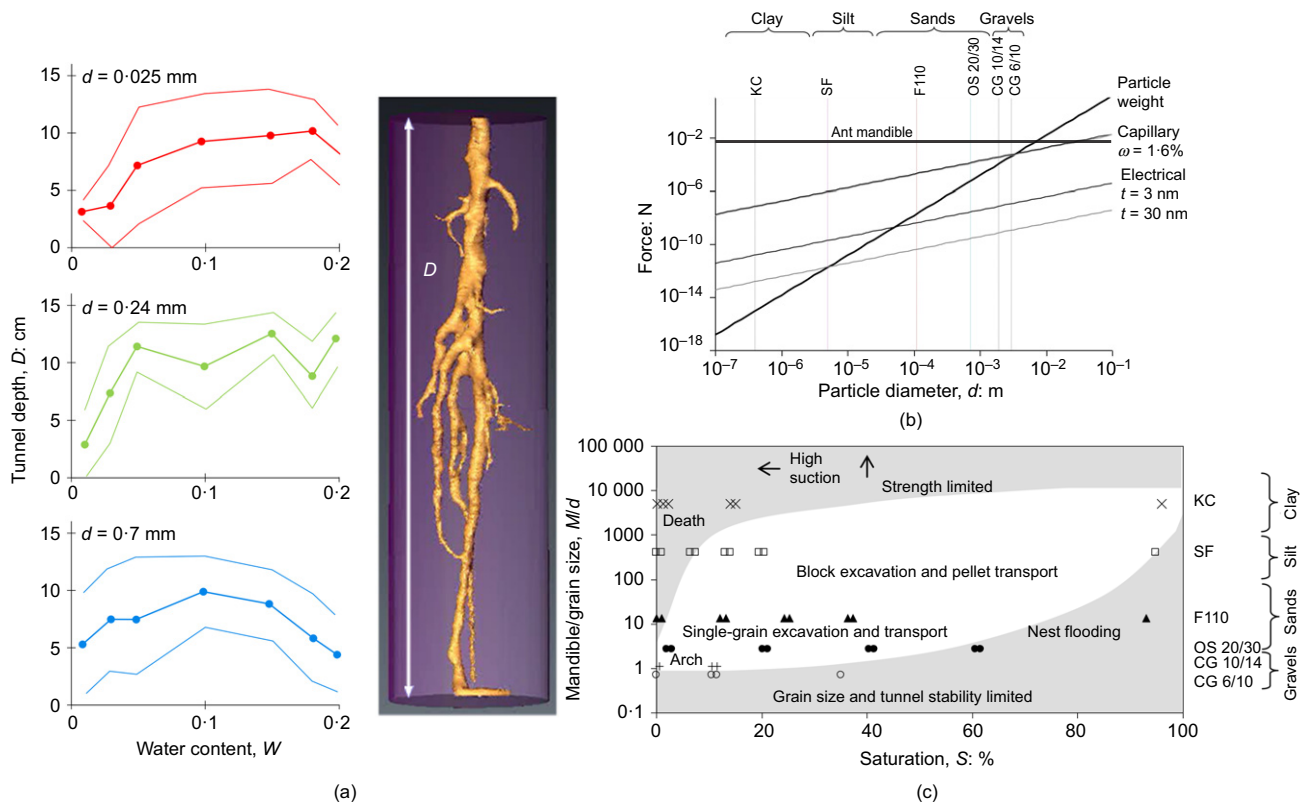 d = 0·025 mm
15
10
5
0
0
0·1
0·2
d = 0·24 mm
15
10
5
0
0
0·1
0·2
d = 0·7 mm
15
10
5
0
0
0·1
0·2
Tunnel depth, D: cm
Water content, W
D
(a)
Clay
Silt
Sands
Gravels
KC
SF
F110
OS 20/30
CG 10/14
CG 6/10
Ant mandible
Particle
weight
Capillary
ω = 1·6%
Electrical
t = 3 nm
t = 30 nm
Force: N
10–2
10–6
10–10
10–14
10–18
10–7
10–6
10–5
10–4
10–3
10–2
10–1
Particle diameter, d: m
(b)
Mandible/grain size, M/d
100 000
10 000
1000
100
10
1
0·1
High
suction
Strength limited
Death
Block excavation and pellet transport
Single-grain excavation and transport
Nest flooding
Arch
Grain size and tunnel stability limited
0
20
40
60
80
100
Saturation, S: %
KC
SF
F110
OS 20/30
CG 10/14
CG 6/10
Clay
Silt
Sands
Gravels
(c)